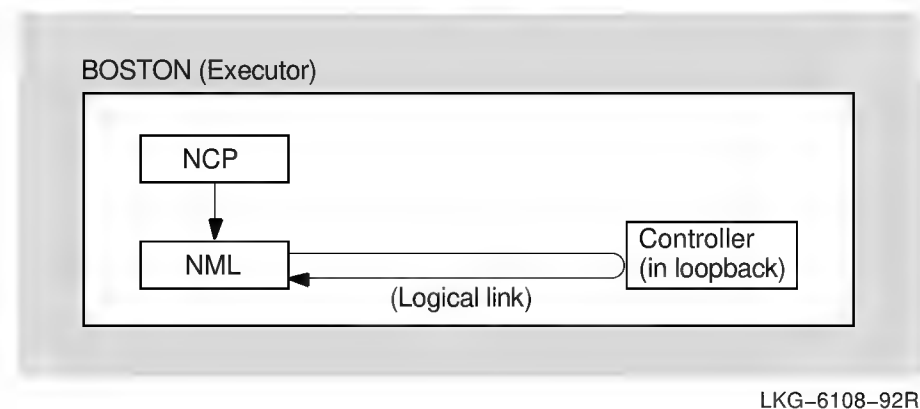 BOSTON (Executor)
NCP
NML
Controller
(in loopback)
(Logical link)
LKG–6108–92R